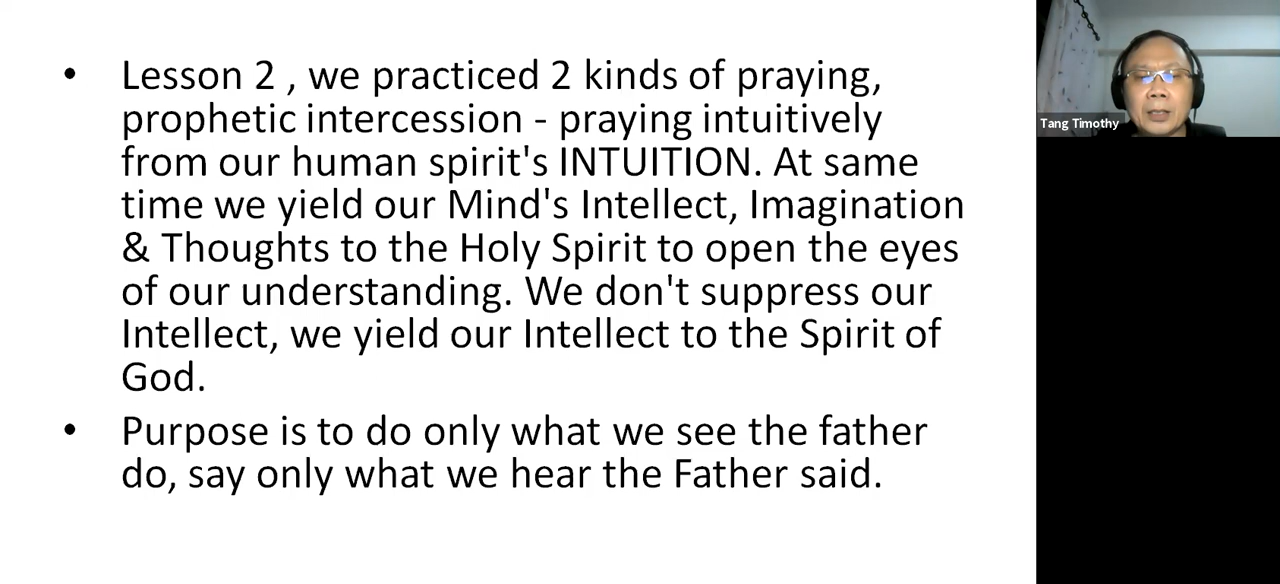 • Lesson 2 , we practiced 2 kinds of praying,
prophetic intercession - praying intuitively
from our human spirit's INTUITION. At same
time we yield our Mind's Intellect, Imagination
& Thoughts to the Holy Spirit to open the eyes
of our understanding. We don't suppress our
Intellect, we yield our Intellect to the Spirit of
God.
• Purpose is to do only what we see the father
do, say only what we hear the Father said.
Tang Timothy